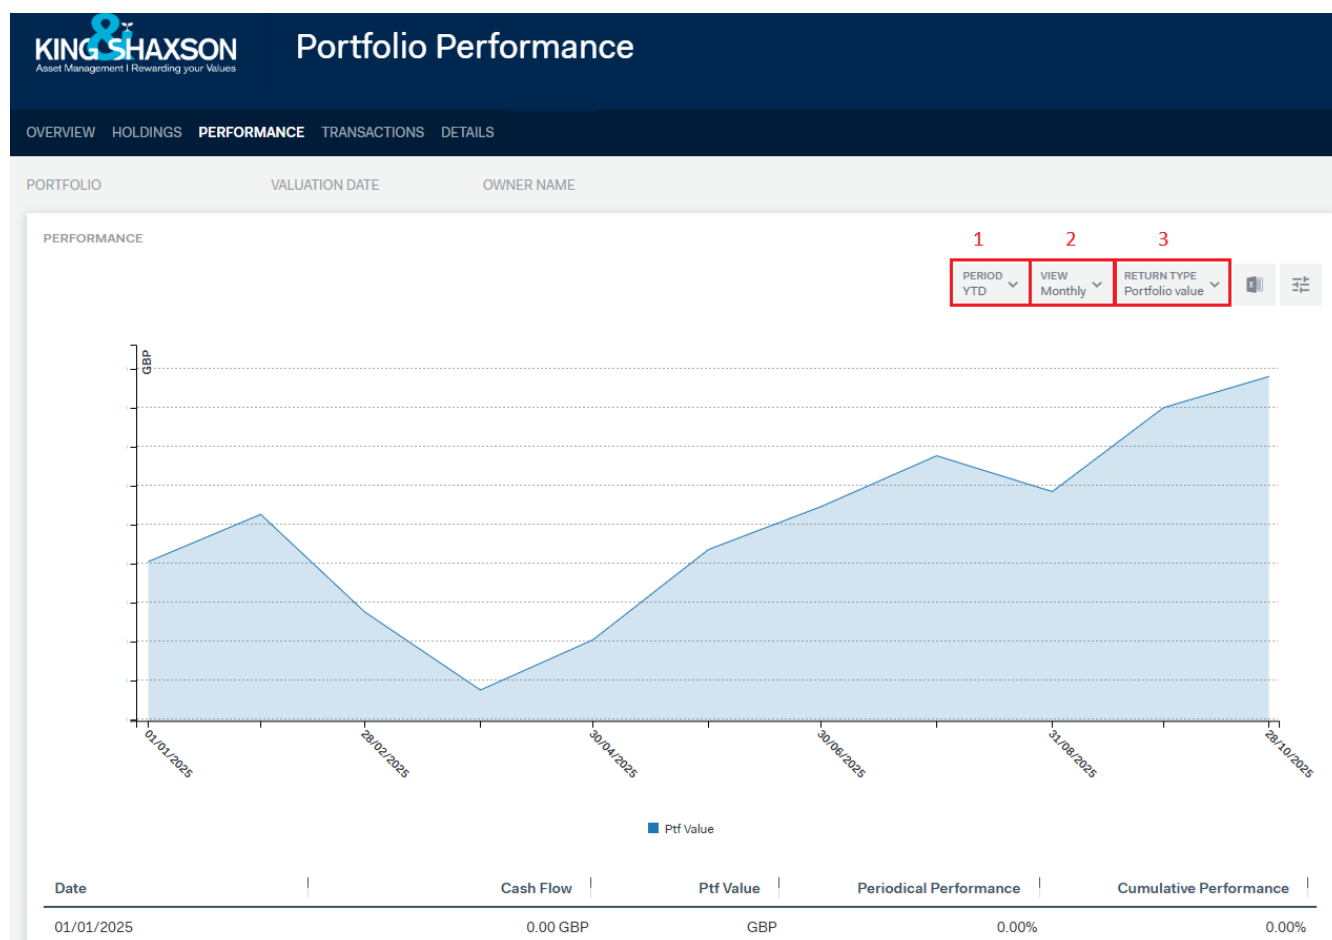 KING & SHAXSON
Asset Management | Rewarding your Values
Portfolio Performance
OVERVIEW HOLDINGS PERFORMANCE TRANSACTIONS DETAILS
PORTFOLIO VALUATION DATE OWNER NAME
PERFORMANCE
1 2 3
PERIOD VIEW RETURN TYPE
YTD Monthly Portfolio value
GBP
01/01/2025 28/02/2025 30/04/2025 30/06/2025 31/08/2025 28/10/2025
Ptf Value
Date Cash Flow Ptf Value Periodical Performance Cumulative Performance
01/01/2025 0.00 GBP GBP 0.00% 0.00%